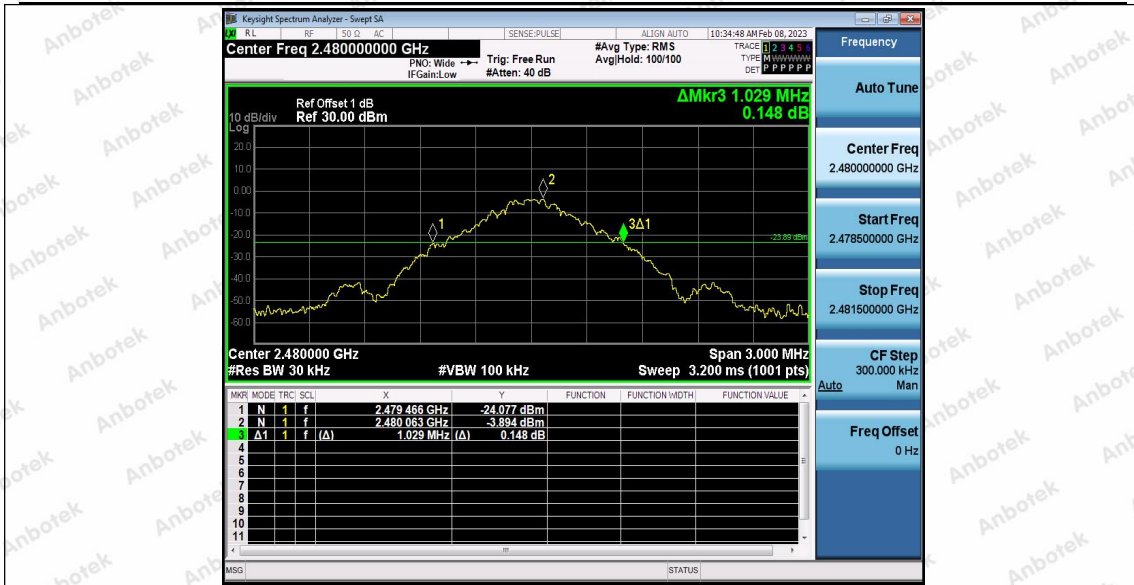 Keysight Spectrum Analyzer - Swept SA
LXI RL RF 50 Ω AC SENSE:PULSE ALIGN AUTO 10:34:48 AM Feb 08, 2023
Center Freq 2.480000000 GHz
PNO: Wide
IFGain:Low
Trig: Free Run
#Atten: 40 dB
#Avg Type: RMS
Avg|Hold: 100/100
TRACE 1 2 3 4 5 6
TYPE M W W W W W
DET P P P P P P
Ref Offset 1 dB
Ref 30.00 dBm
10 dB/div
Log
ΔMkr3 1.029 MHz
0.148 dB
20.0
10.0
0.00
-10.0
-20.0
-30.0
-40.0
-50.0
-60.0
1
2
3Δ1
-23.89 dBm
Center 2.480000 GHz Span 3.000 MHz
#Res BW 30 kHz #VBW 100 kHz Sweep 3.200 ms (1001 pts)
MKR MODE TRC SCL X Y FUNCTION FUNCTION WIDTH FUNCTION VALUE
1 N 1 f 2.479 466 GHz -24.077 dBm
2 N 1 f 2.480 063 GHz -3.894 dBm
3 Δ1 1 f (Δ) 1.029 MHz (Δ) 0.148 dB
4
5
6
7
8
9
10
11
MSG STATUS
Frequency
Auto Tune
Center Freq
2.480000000 GHz
Start Freq
2.478500000 GHz
Stop Freq
2.481500000 GHz
CF Step
300.000 kHz
Auto Man
Freq Offset
0 Hz
Anbotek